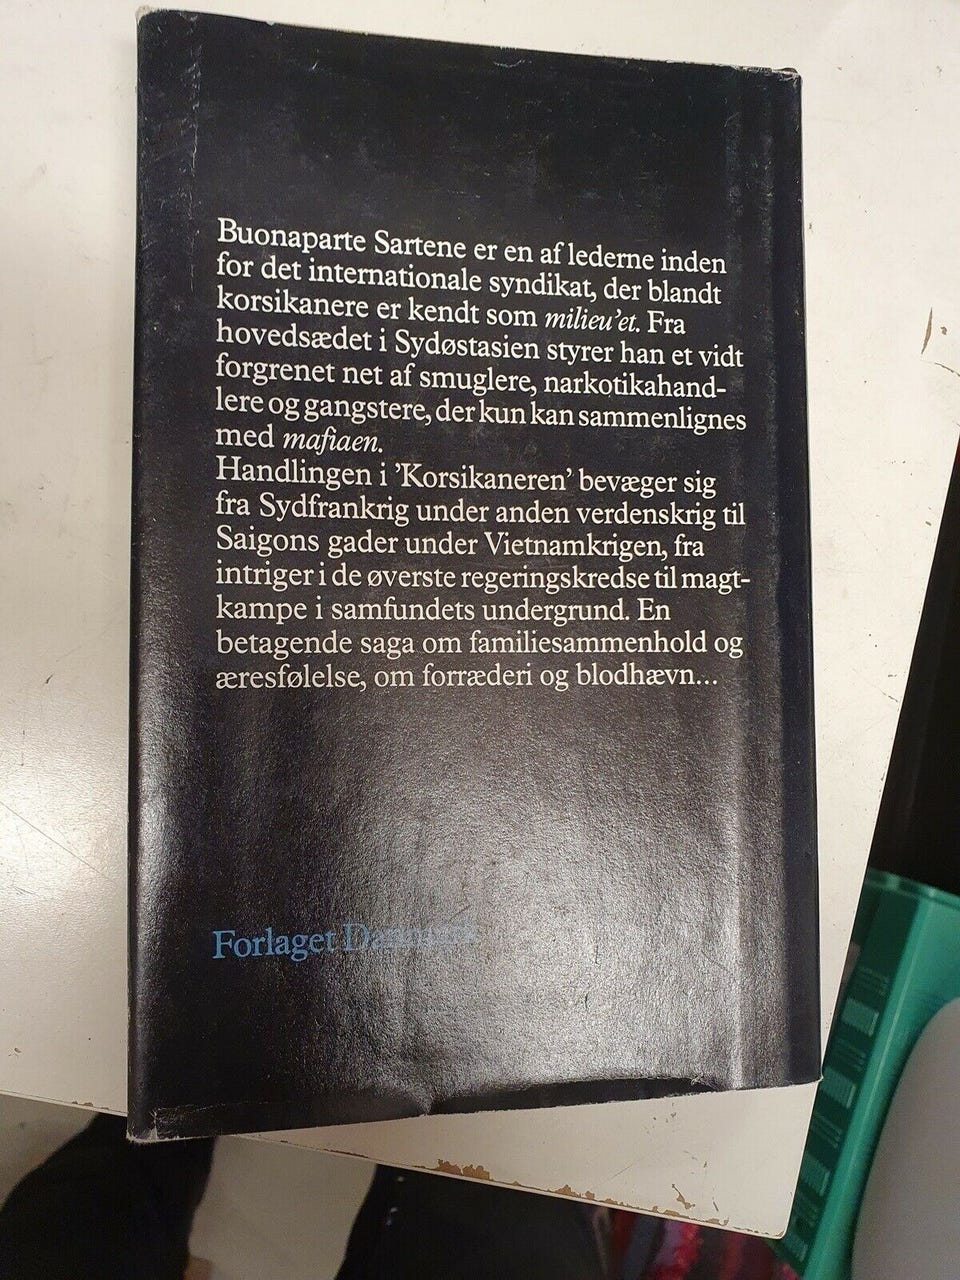 Buonaparte Sartene er en af lederne inden
for det internationale syndikat, der blandt
korsikanere er kendt som milieu'et. Fra
hovedsædet i Sydøstasien styrer han et vidt
forgrenet net af smuglere, narkotikahand-
lere og gangstere, der kun kan sammenlignes
med mafiaen.
Handlingen i ’Korsikaneren’ bevæger sig
fra Sydfrankrig under anden verdenskrig til
Saigons gader under Vietnamkrigen, fra
intriger i de øverste regeringskredse til magt-
kampe i samfundets undergrund. En
betagende saga om familiesammenhold og
æresfølelse, om forræderi og blodhævn...
Forlaget Danmark